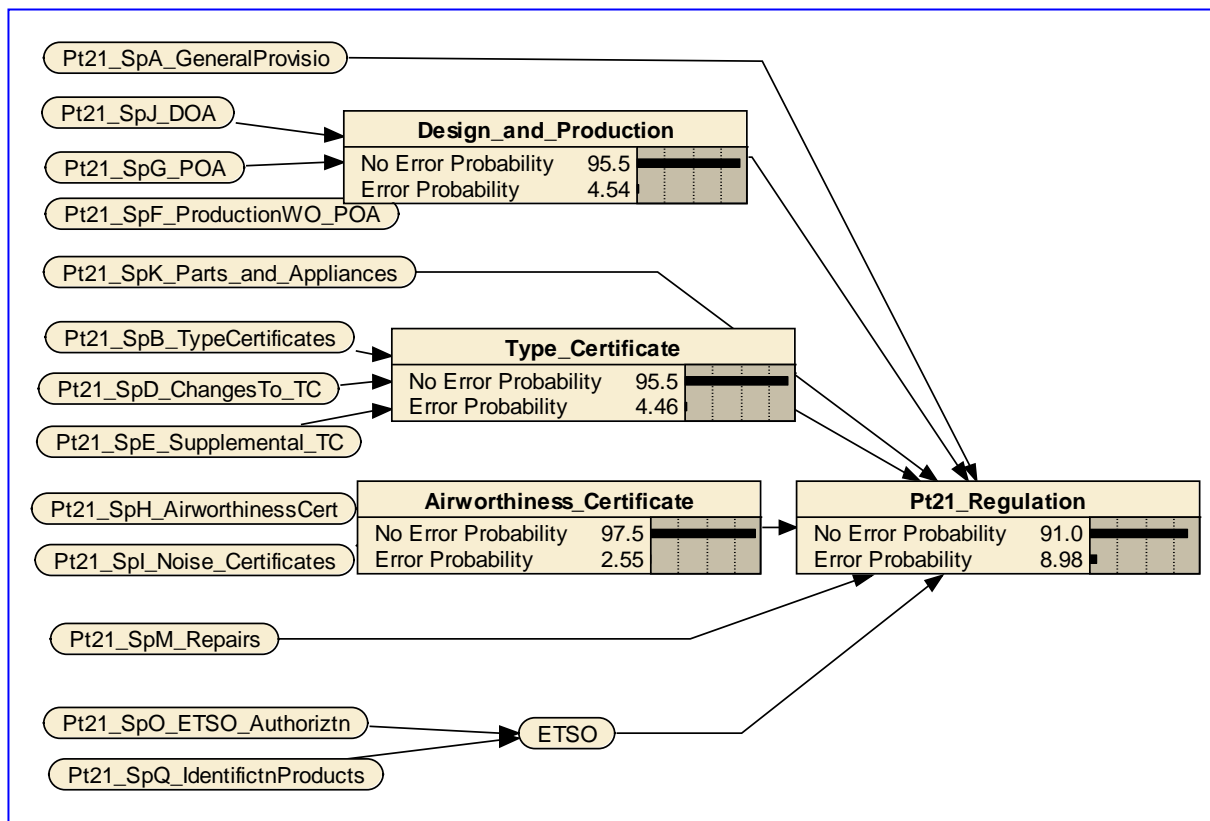 Pt21_SpA_GeneralProvisio
Pt21_SpJ_DOA
Pt21_SpG_POA
Pt21_SpF_ProductionWO_POA
Design_and_Production
No Error Probability 95.5
Error Probability 4.54
Pt21_SpK_Parts_and_Appliances
Pt21_SpB_TypeCertificates
Pt21_SpD_ChangesTo_TC
Pt21_SpE_Supplemental_TC
Type_Certificate
No Error Probability 95.5
Error Probability 4.46
Pt21_SpH_AirworthinessCert
Pt21_SpI_Noise_Certificates
Airworthiness_Certificate
No Error Probability 97.5
Error Probability 2.55
Pt21_Regulation
No Error Probability 91.0
Error Probability 8.98
Pt21_SpM_Repairs
Pt21_SpO_ETSO_Authoriztn
Pt21_SpQ_IdentifictnProducts
ETSO